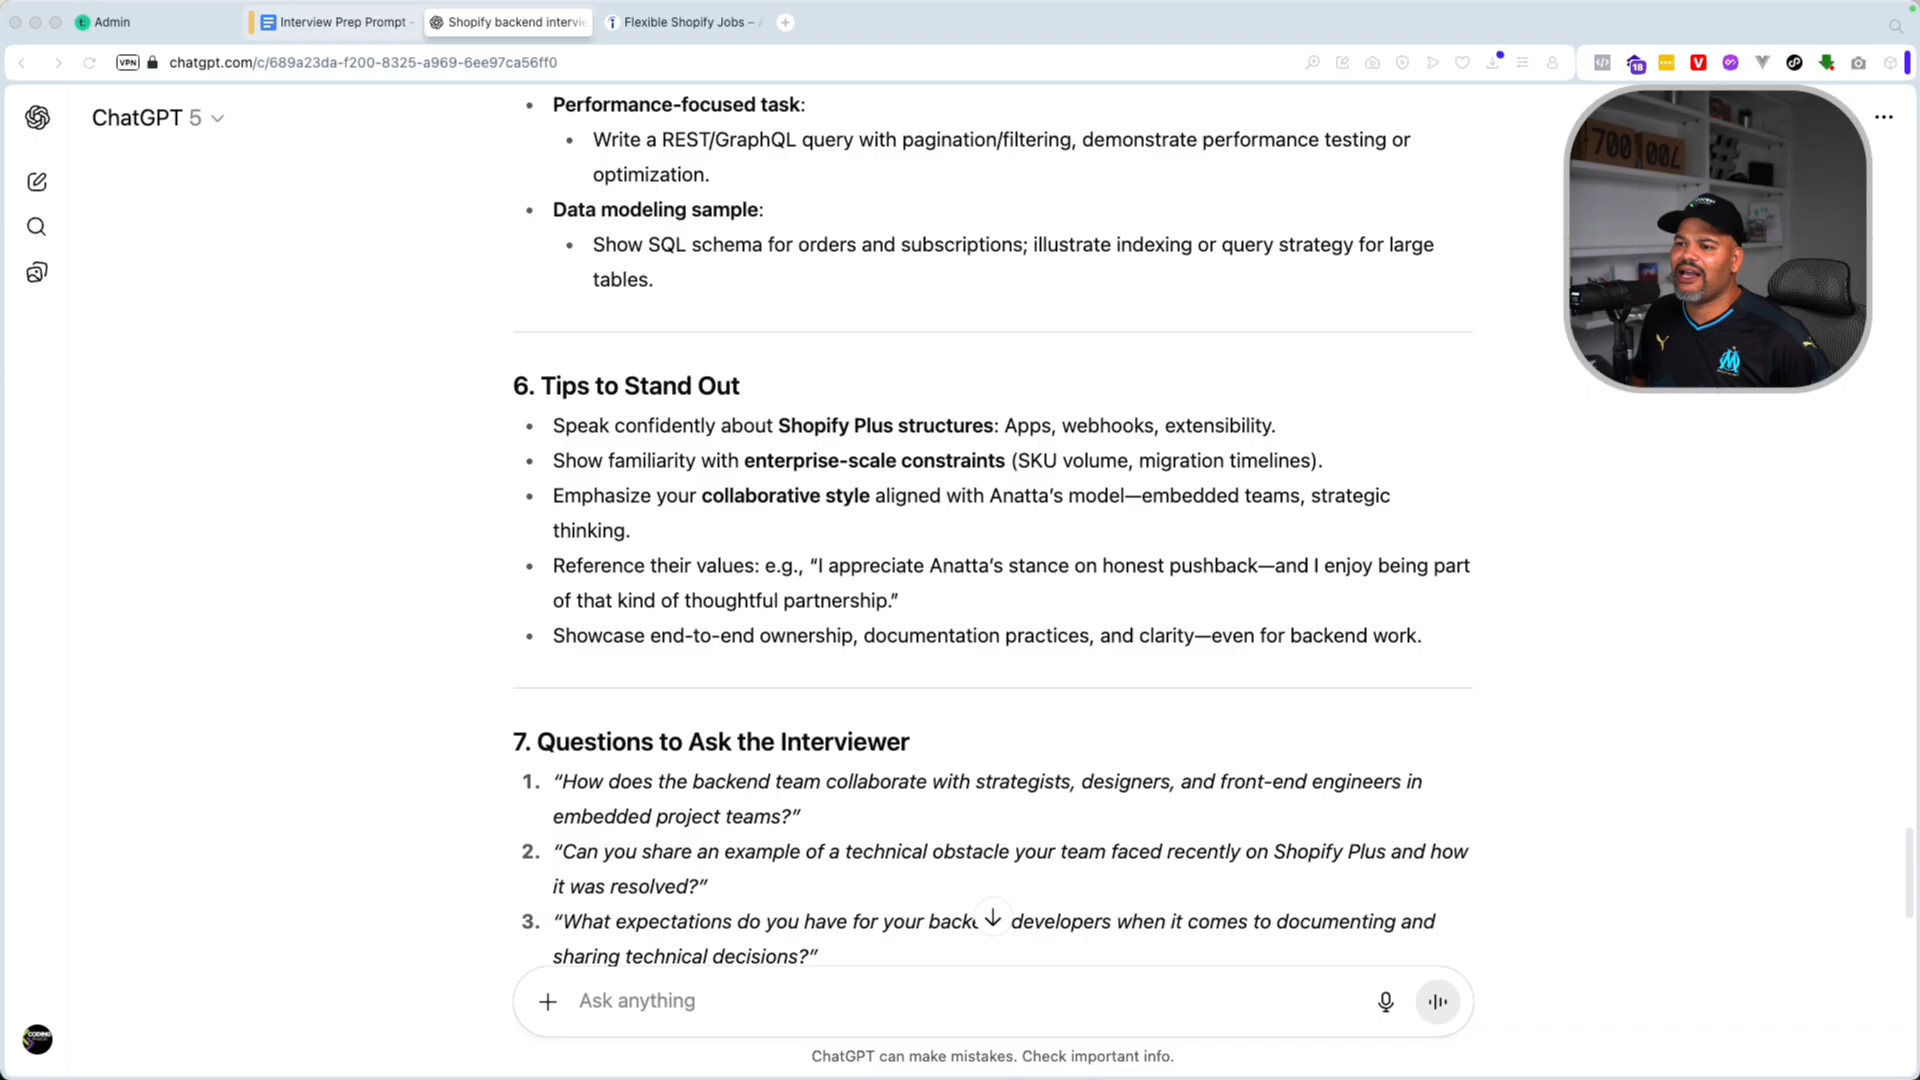 Admin
Interview Prep Prompt -
Shopify backend intervie
Flexible Shopify Jobs –
VPN
chatgpt.com/c/689a23da-f200-8325-a969-6ee97ca56ff0
18
ChatGPT 5
• Performance-focused task:
• Write a REST/GraphQL query with pagination/filtering, demonstrate performance testing or
optimization.
• Data modeling sample:
• Show SQL schema for orders and subscriptions; illustrate indexing or query strategy for large
tables.
6. Tips to Stand Out
• Speak confidently about Shopify Plus structures: Apps, webhooks, extensibility.
• Show familiarity with enterprise-scale constraints (SKU volume, migration timelines).
• Emphasize your collaborative style aligned with Anatta’s model—embedded teams, strategic
thinking.
• Reference their values: e.g., “I appreciate Anatta’s stance on honest pushback—and I enjoy being part
of that kind of thoughtful partnership.”
• Showcase end-to-end ownership, documentation practices, and clarity—even for backend work.
7. Questions to Ask the Interviewer
1. “How does the backend team collaborate with strategists, designers, and front-end engineers in
embedded project teams?”
2. “Can you share an example of a technical obstacle your team faced recently on Shopify Plus and how
it was resolved?”
3. “What expectations do you have for your backe developers when it comes to documenting and
sharing technical decisions?”
Ask anything
ChatGPT can make mistakes. Check important info.